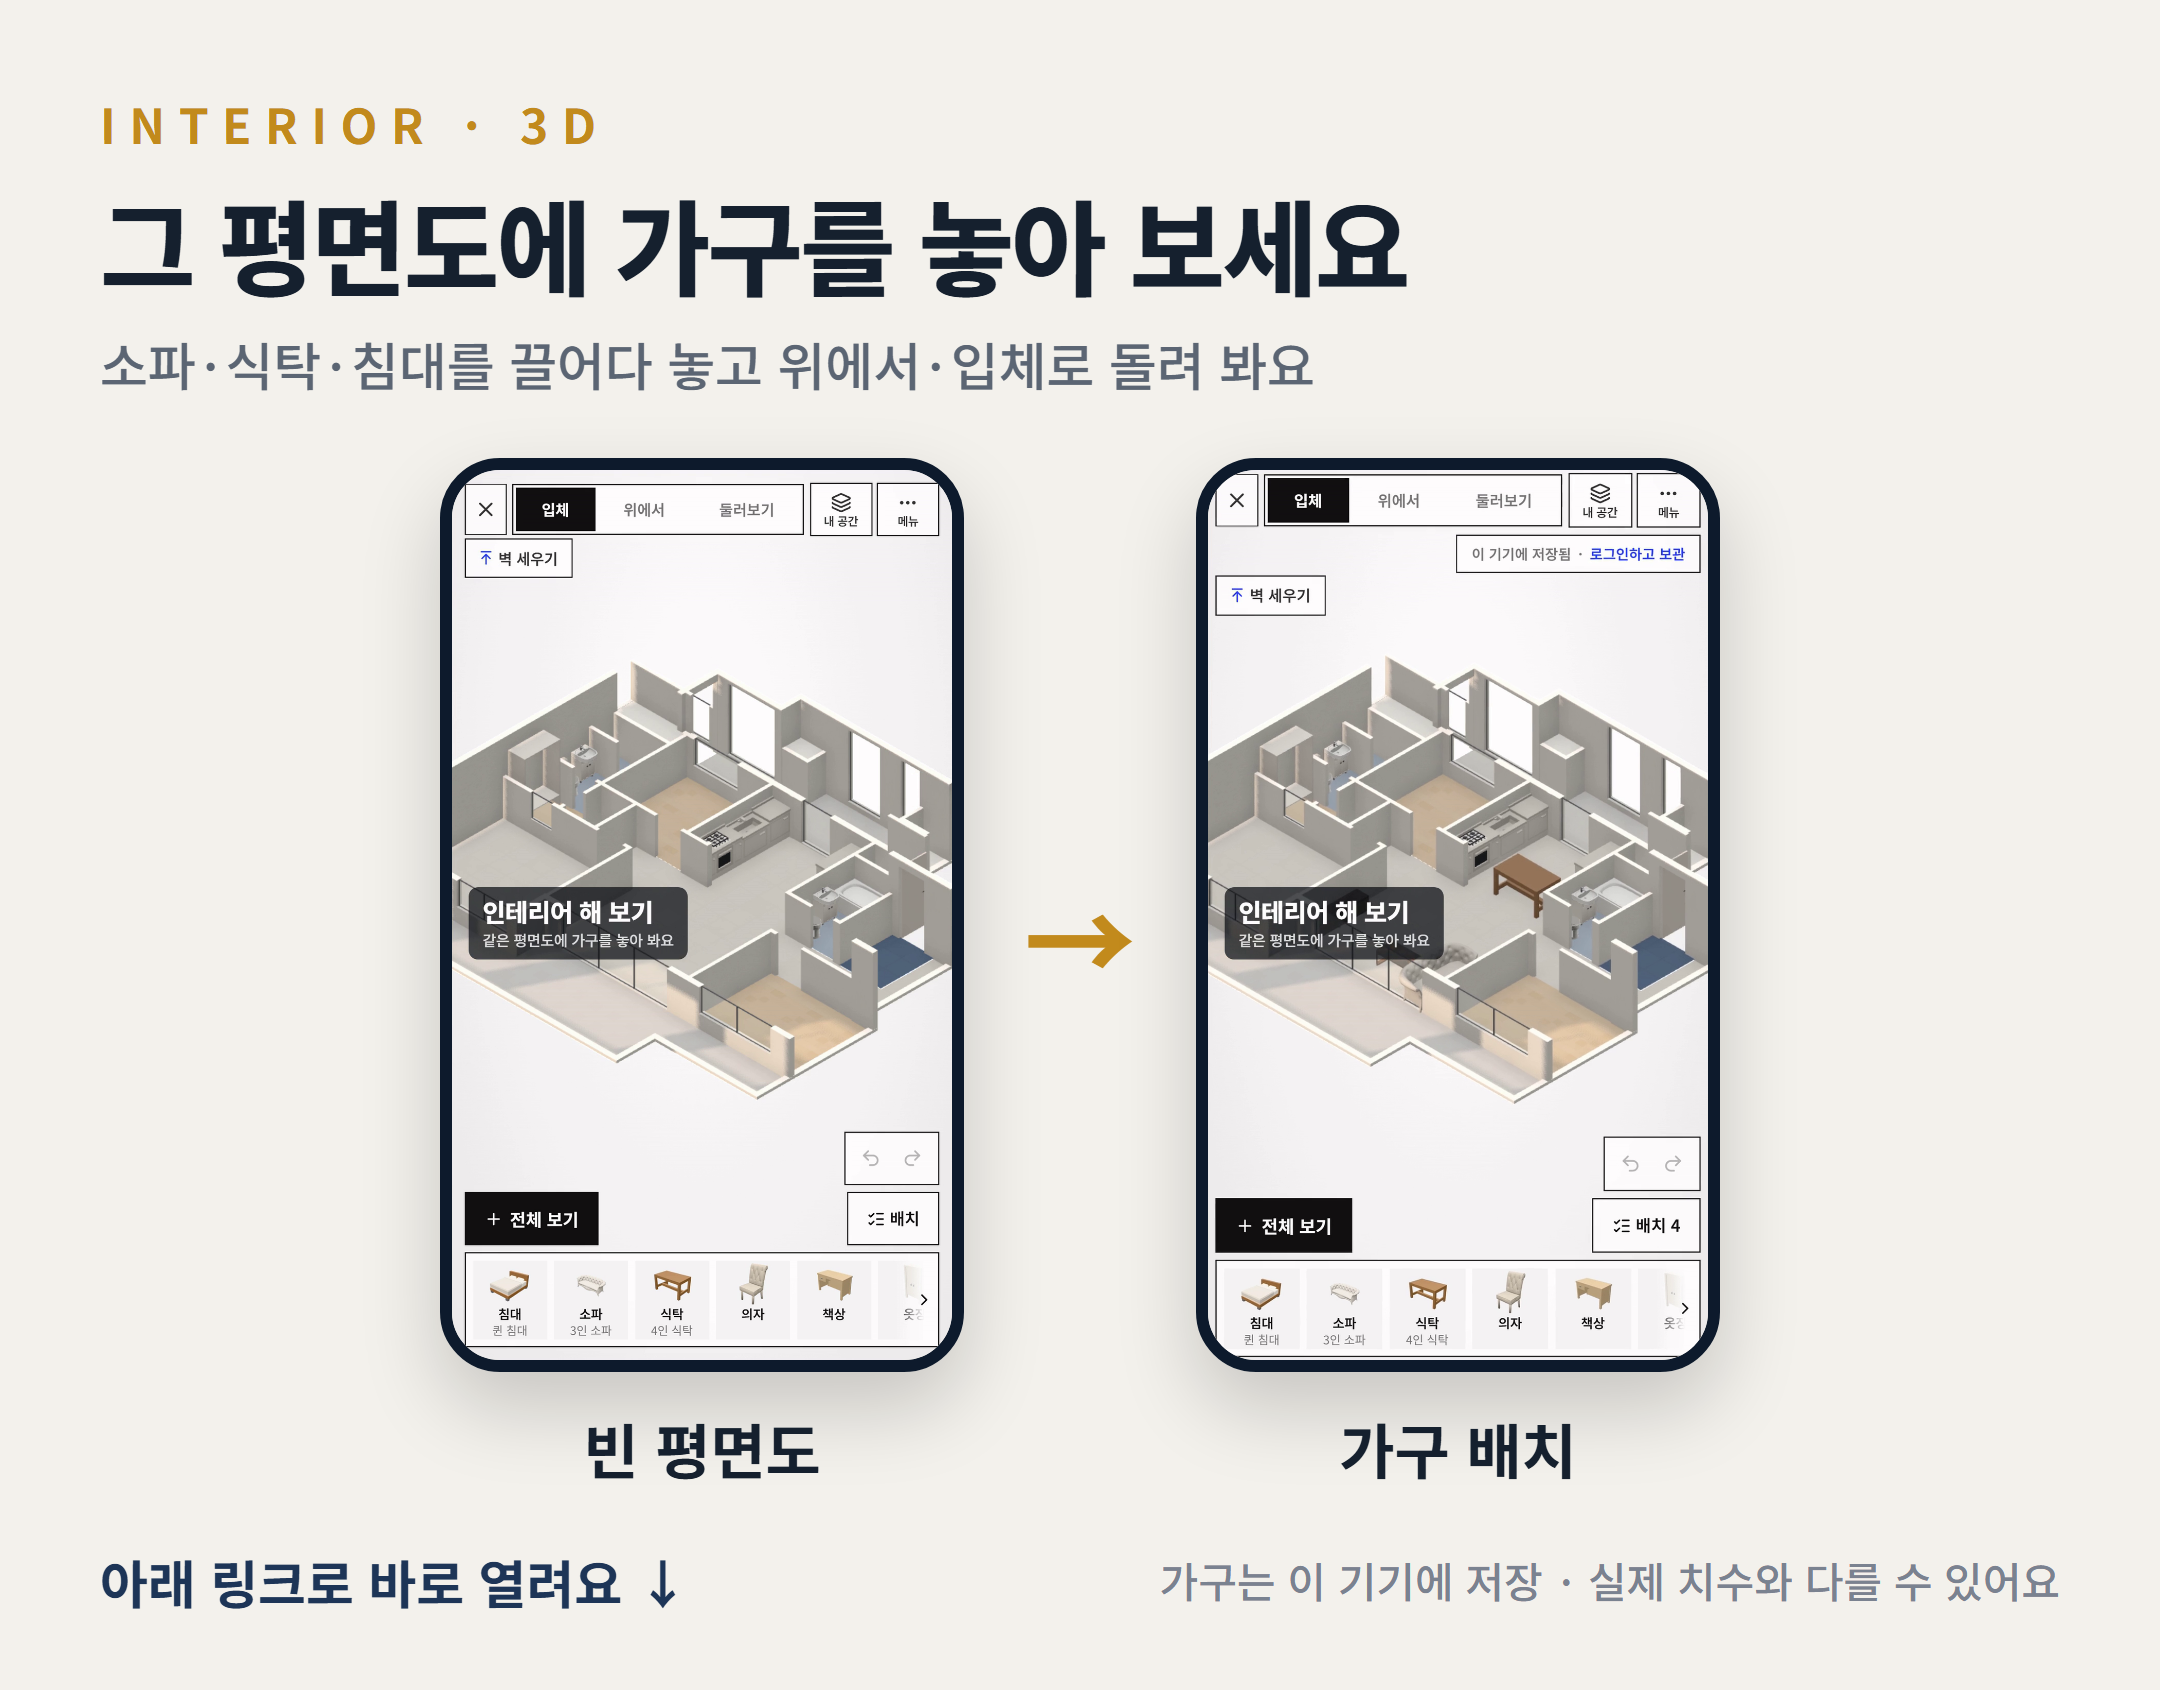 INTERIOR · 3D
그 평면도에 가구를 놓아 보세요
소파·식탁·침대를 끌어다 놓고 위에서·입체로 돌려 봐요
입체 위에서 둘러보기 내 공간 메뉴
벽 세우기
인테리어 해 보기
같은 평면도에 가구를 놓아 봐요
+ 전체 보기 배치
침대 소파 식탁 의자 책상
퀸 침대 3인 소파 4인 식탁
빈 평면도
→
입체 위에서 둘러보기 내 공간 메뉴
이 기기에 저장됨 · 로그인하고 보관
벽 세우기
인테리어 해 보기
같은 평면도에 가구를 놓아 봐요
+ 전체 보기 배치 4
침대 소파 식탁 의자 책상
퀸 침대 3인 소파 4인 식탁
가구 배치
아래 링크로 바로 열려요 ↓
가구는 이 기기에 저장 · 실제 치수와 다를 수 있어요